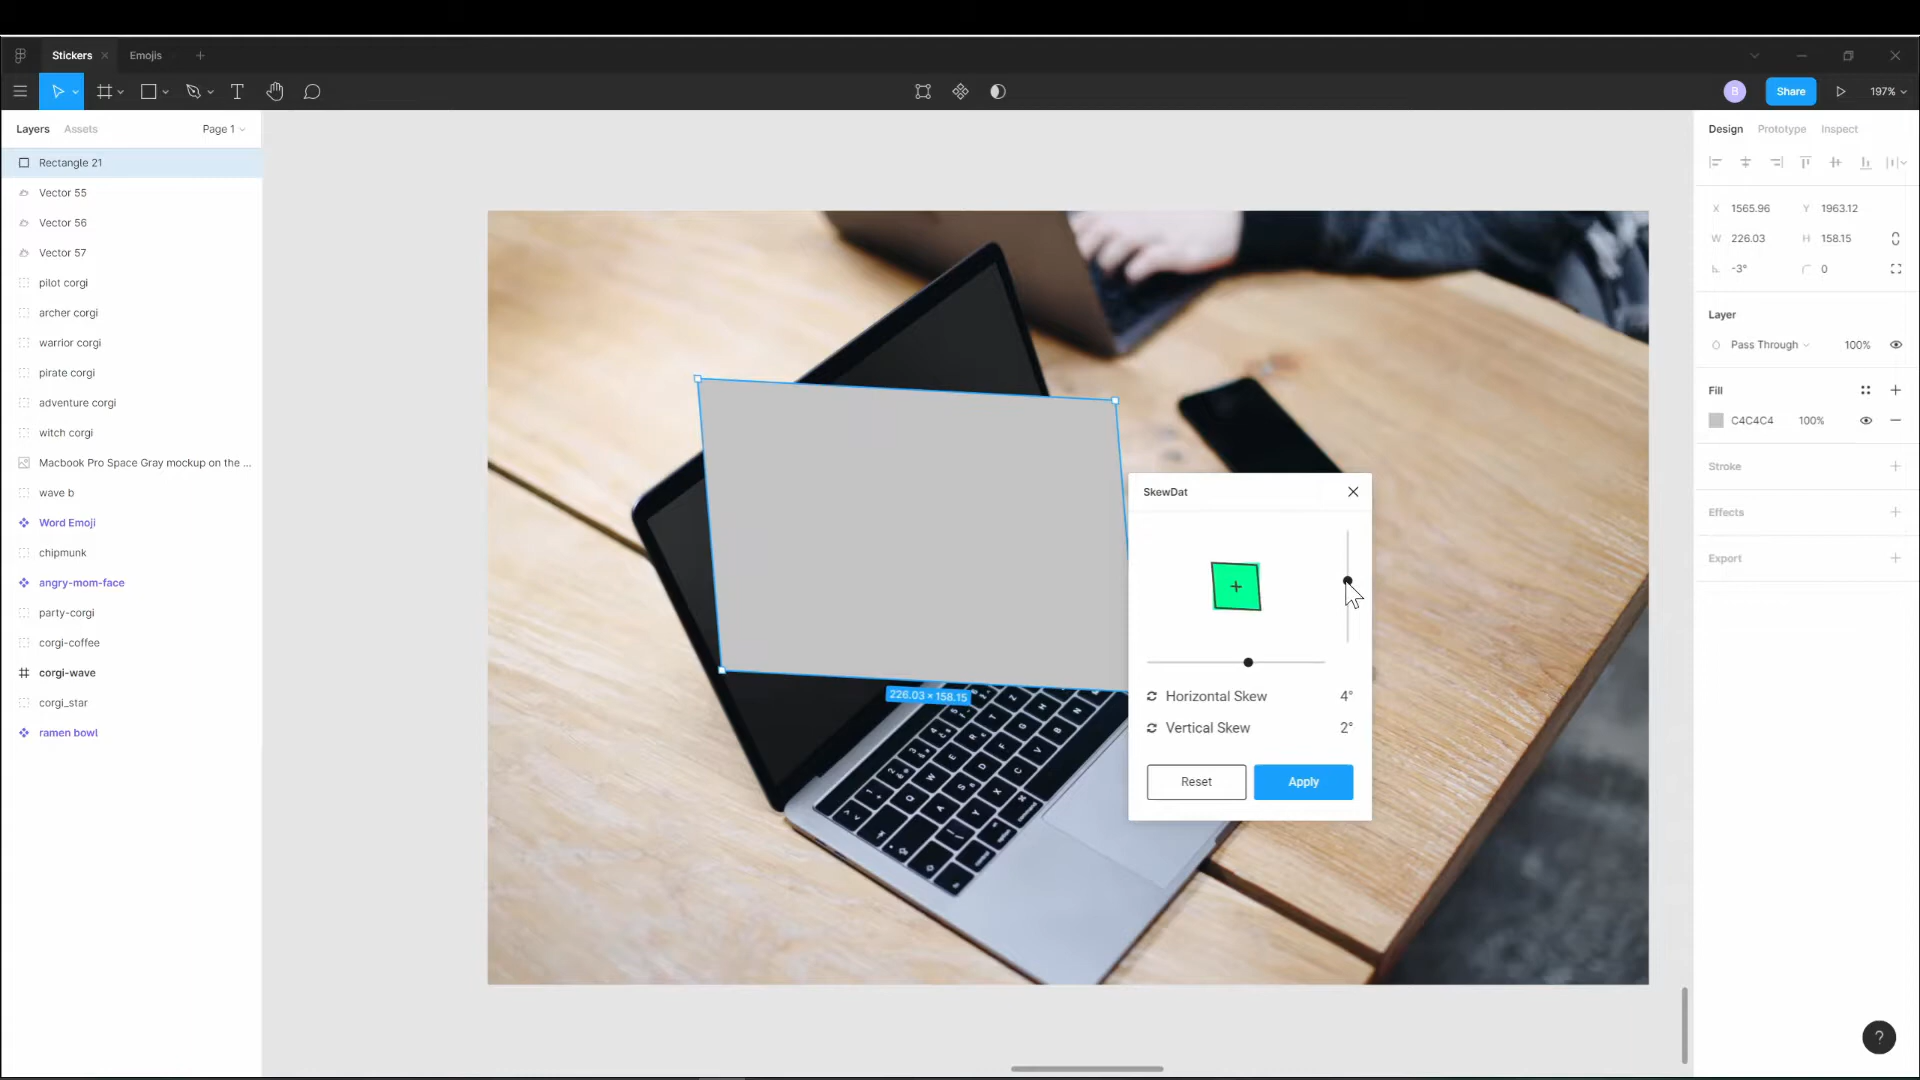 Stickers
Emojis
B
Share
197%
Layers
Assets
Page 1
Rectangle 21
Vector 55
Vector 56
Vector 57
pilot corgi
archer corgi
warrior corgi
pirate corgi
adventure corgi
witch corgi
Macbook Pro Space Gray mockup on the ...
wave b
Word Emoji
chipmunk
angry-mom-face
party-corgi
corgi-coffee
corgi-wave
corgi_star
ramen bowl
226.03 × 158.15
SkewDat
Horizontal Skew 4°
Vertical Skew 2°
Reset
Apply
Design
Prototype
Inspect
X 1565.96 Y 1963.12
W 226.03 H 158.15
-3° 0
Layer
Pass Through 100%
Fill
C4C4C4 100%
Stroke
Effects
Export
?